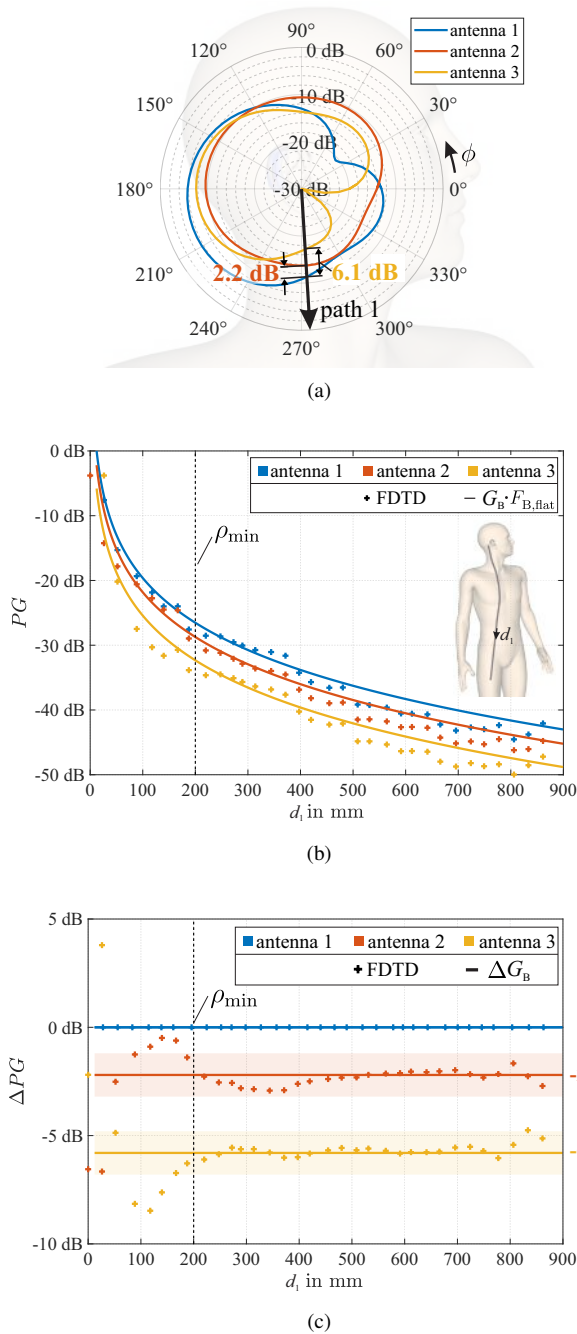 90°
120°
0 dB
60°
antenna 1
antenna 2
antenna 3
150°
-10 dB
30°
-20 dB
ϕ
180°
-30 dB
0°
210°
2.2 dB
6.1 dB
330°
240°
path 1
300°
270°
(a)
0 dB
antenna 1 antenna 2 antenna 3
FDTD G_B·F_B,flat
-10 dB
ρ_min
-20 dB
PG
-30 dB
d_1
-40 dB
-50 dB
0 100 200 300 400 500 600 700 800 900
d_1 in mm
(b)
5 dB
antenna 1 antenna 2 antenna 3
FDTD ΔG_B
ρ_min
0 dB
ΔPG
-5 dB
-10 dB
0 100 200 300 400 500 600 700 800 900
d_1 in mm
(c)